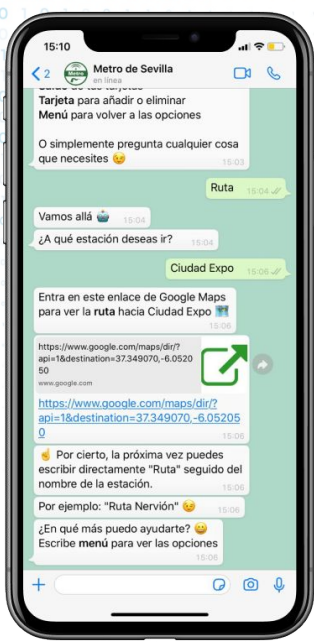 15:10
2
Metro de Sevilla
en línea
Tarjeta para añadir o eliminar
Menú para volver a las opciones
O simplemente pregunta cualquier cosa
que necesites 😉
15:03
Ruta
15:04
Vamos allá 🤖
15:04
¿A qué estación deseas ir?
15:04
Ciudad Expo
15:06
Entra en este enlace de Google Maps
para ver la ruta hacia Ciudad Expo 🗺️
15:06
https://www.google.com/maps/dir/?
api=1&destination=37.349070,-6.0520
50
www.google.com
https://www.google.com/maps/dir/?
api=1&destination=37.349070,-6.05205
0
15:06
☝️ Por cierto, la próxima vez puedes
escribir directamente "Ruta" seguido del
nombre de la estación.
15:06
Por ejemplo: "Ruta Nervión" 😉
15:06
¿En qué más puedo ayudarte? 😀
Escribe menú para ver las opciones
15:06